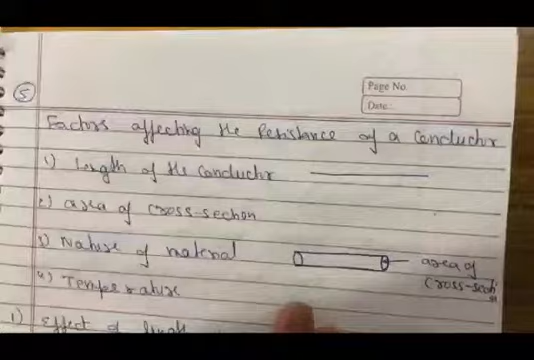 5
Page No.
Date:
Factors affecting the Resistance of a Conductor
1) Length of the Conductor
2) area of cross-section
3) Nature of material
area of
cross-section
4) Temperature
1) Effect of length